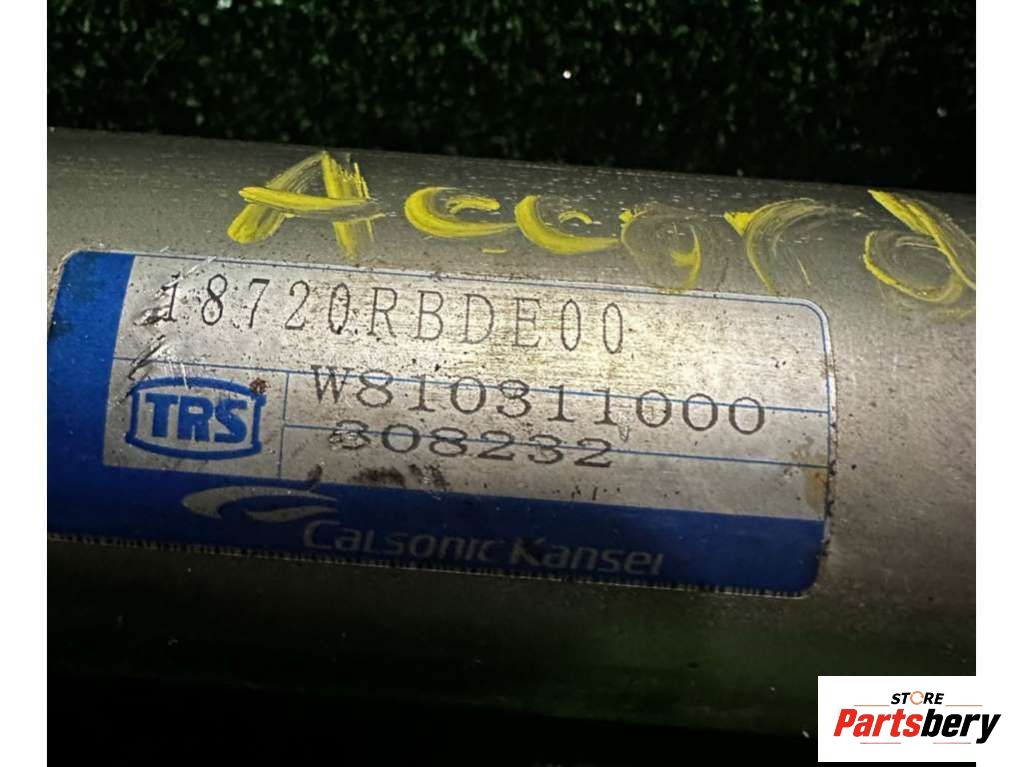 Accord
18720RBDE00
TRS
W810311000
308232
CALSONIC KANSEI
STORE
Partsbery